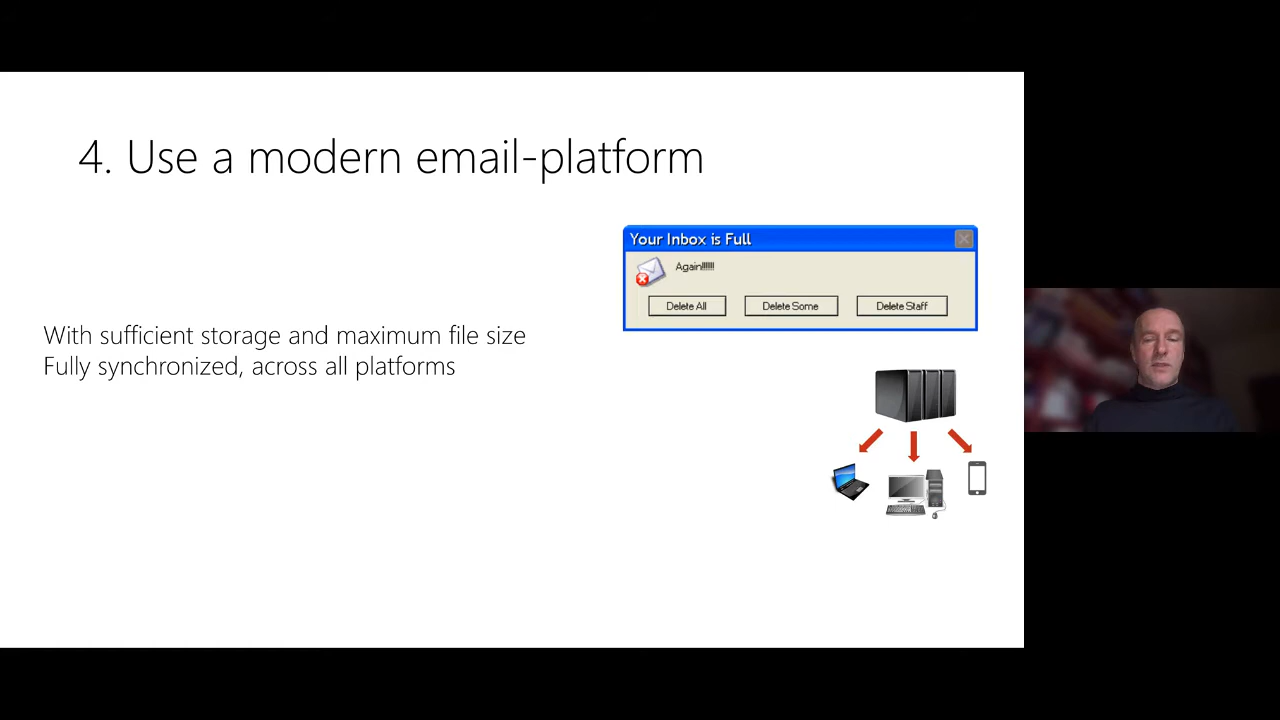 4. Use a modern email-platform
Your Inbox is Full
Again!!!!!!
Delete All
Delete Some
Delete Staff
With sufficient storage and maximum file size
Fully synchronized, across all platforms